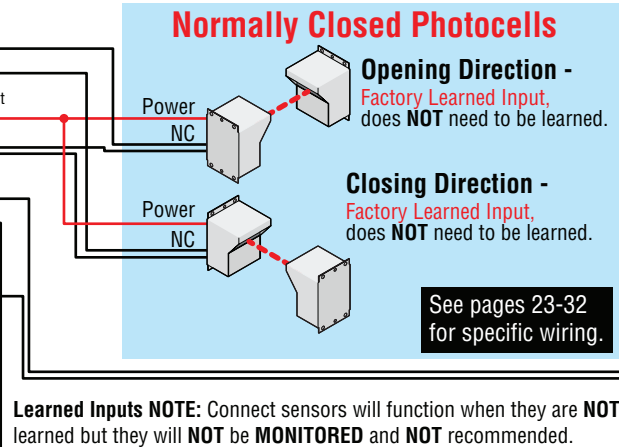 Normally Closed Photocells
Opening Direction -
Factory Learned Input,
does NOT need to be learned.
t
Power
NC
Closing Direction -
Factory Learned Input,
does NOT need to be learned.
Power
NC
See pages 23-32
for specific wiring.
Learned Inputs NOTE: Connect sensors will function when they are NOT
learned but they will NOT be MONITORED and NOT recommended.